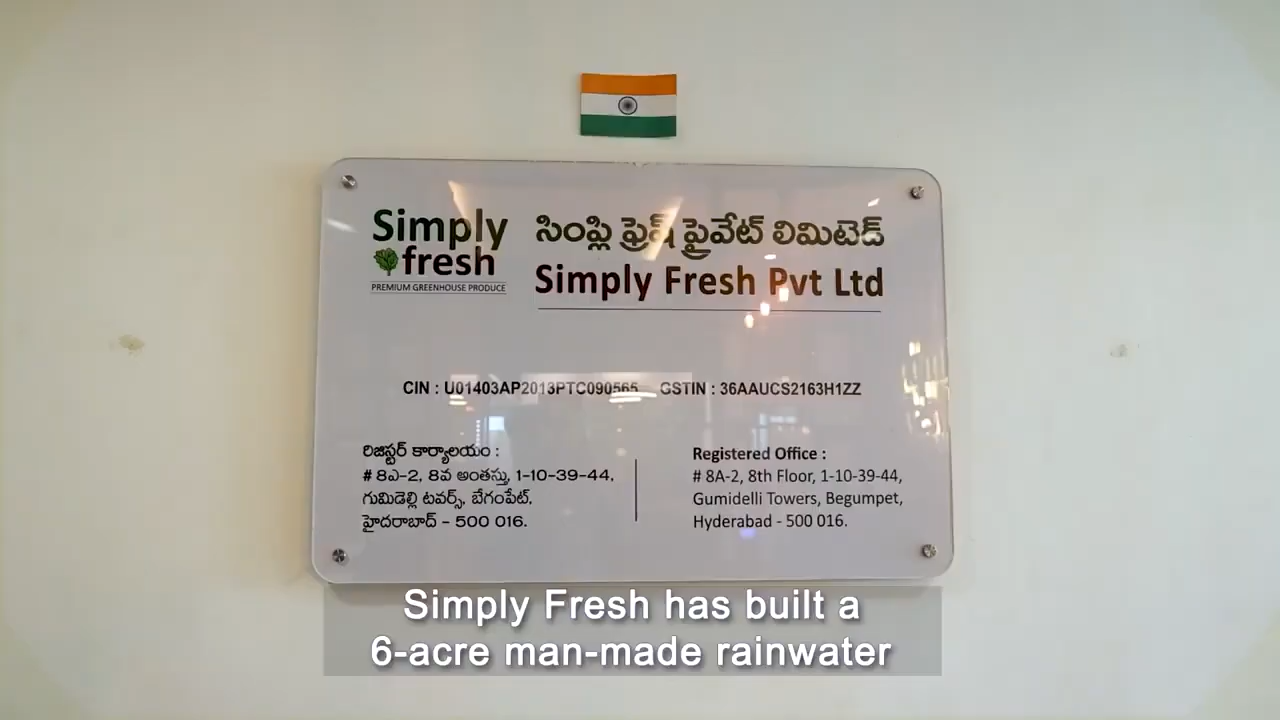 Simply
fresh
PREMIUM GREENHOUSE PRODUCE
సింప్లి ఫ్రెష్ ప్రైవేట్ లిమిటెడ్
Simply Fresh Pvt Ltd
CIN : U01403AP2013PTC090565 GSTIN : 36AAUCS2163H1ZZ
రిజిస్టర్ కార్యాలయం :
# 8ఎ-2, 8వ అంతస్తు, 1-10-39-44,
గుమిడెల్లి టవర్స్, బేగంపేట్,
హైదరాబాద్ - 500 016.
Registered Office :
# 8A-2, 8th Floor, 1-10-39-44,
Gumidelli Towers, Begumpet,
Hyderabad - 500 016.
Simply Fresh has built a
6-acre man-made rainwater